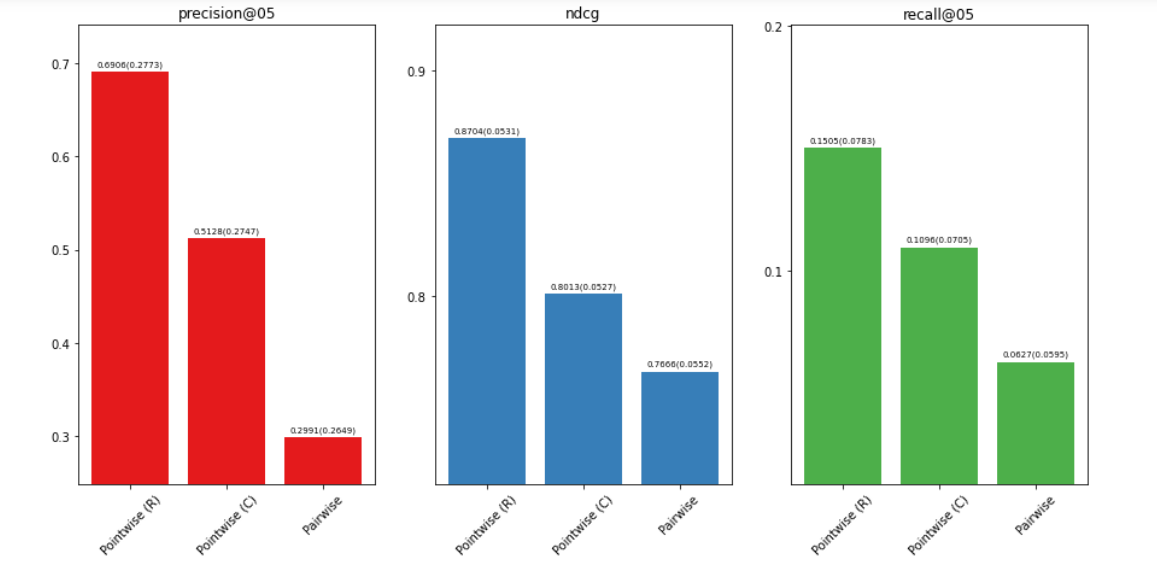 precision@05
0.7
0.6
0.5
0.4
0.3
0.6906(0.2773)
0.5128(0.2747)
0.2991(0.2649)
Pointwise (R)
Pointwise (C)
Pairwise
ndcg
0.9
0.8
0.8704(0.0531)
0.8013(0.0527)
0.7666(0.0552)
Pointwise (R)
Pointwise (C)
Pairwise
recall@05
0.2
0.1
0.1505(0.0783)
0.1096(0.0705)
0.0627(0.0595)
Pointwise (R)
Pointwise (C)
Pairwise